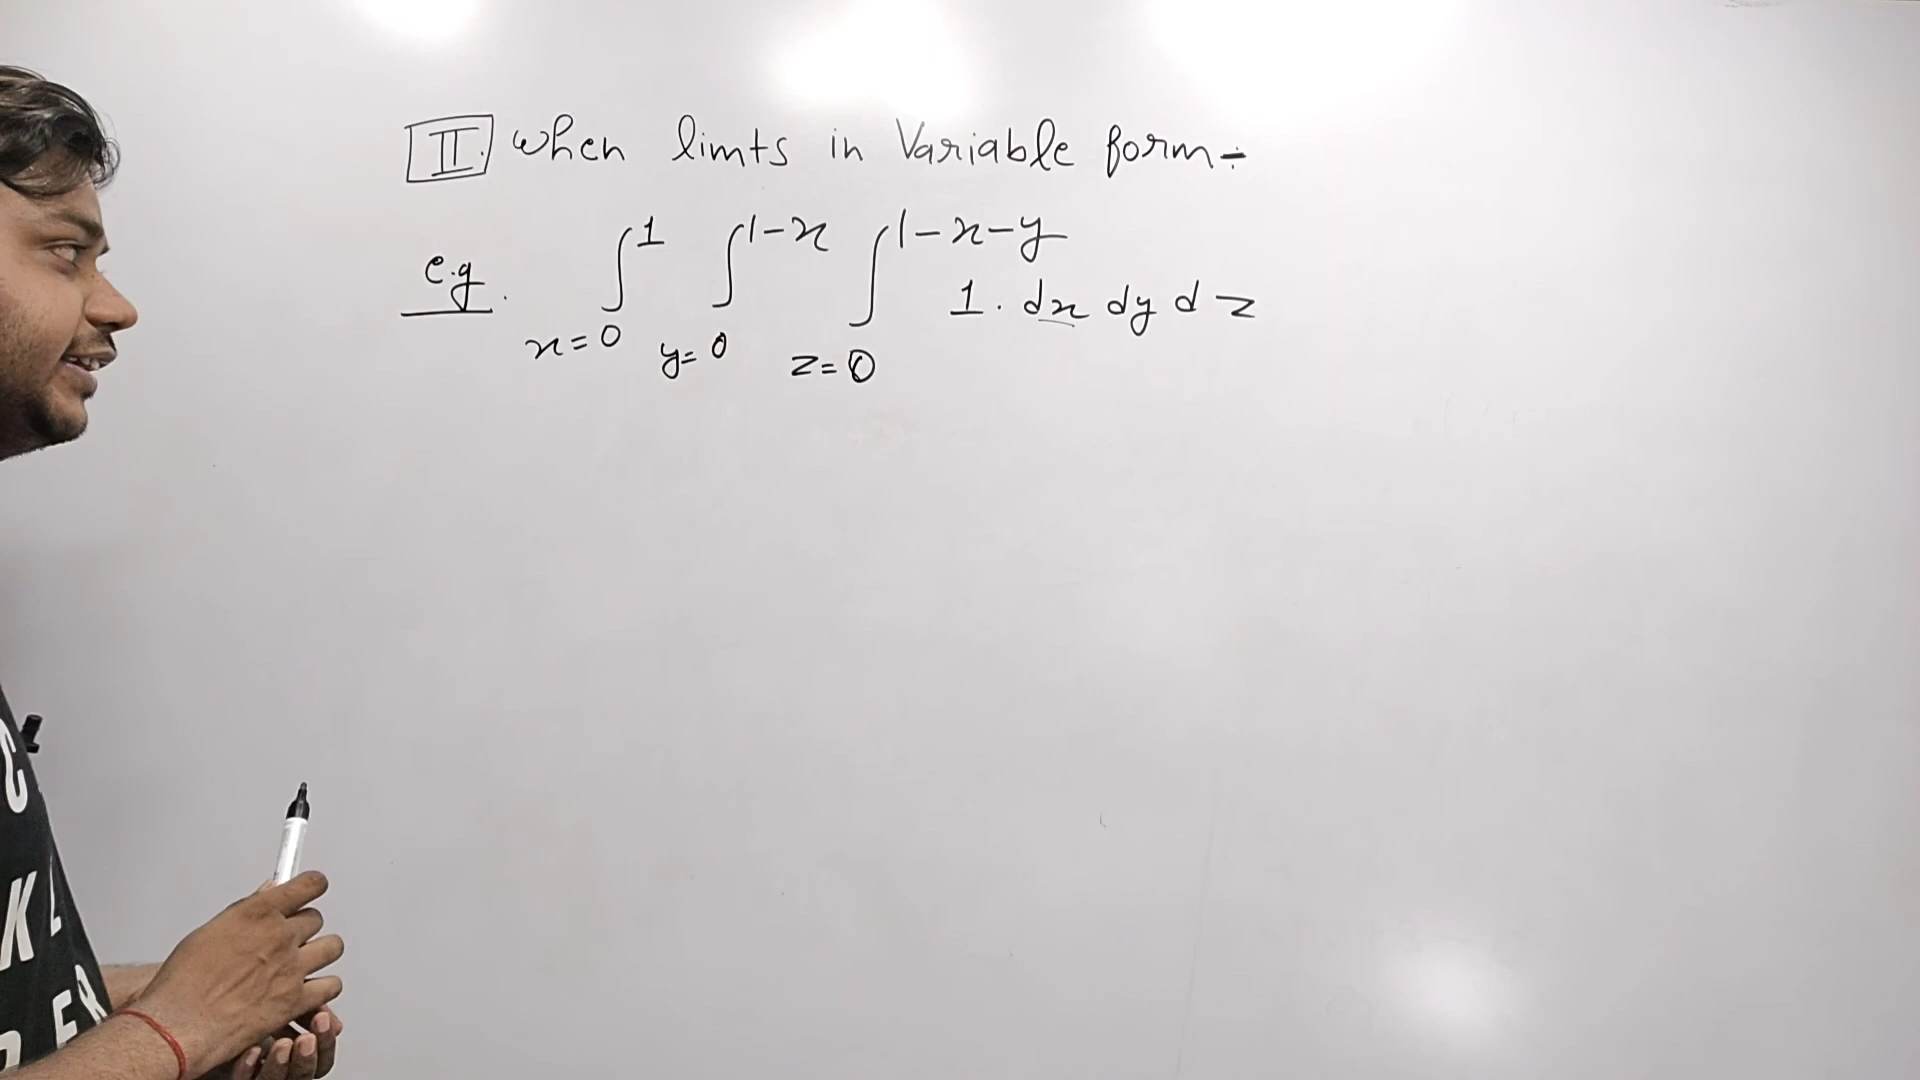 II. when limts in Variable form:-
e.g. ∫_{x=0}^{1} ∫_{y=0}^{1-x} ∫_{z=0}^{1-x-y} 1. dx dy dz
C
K